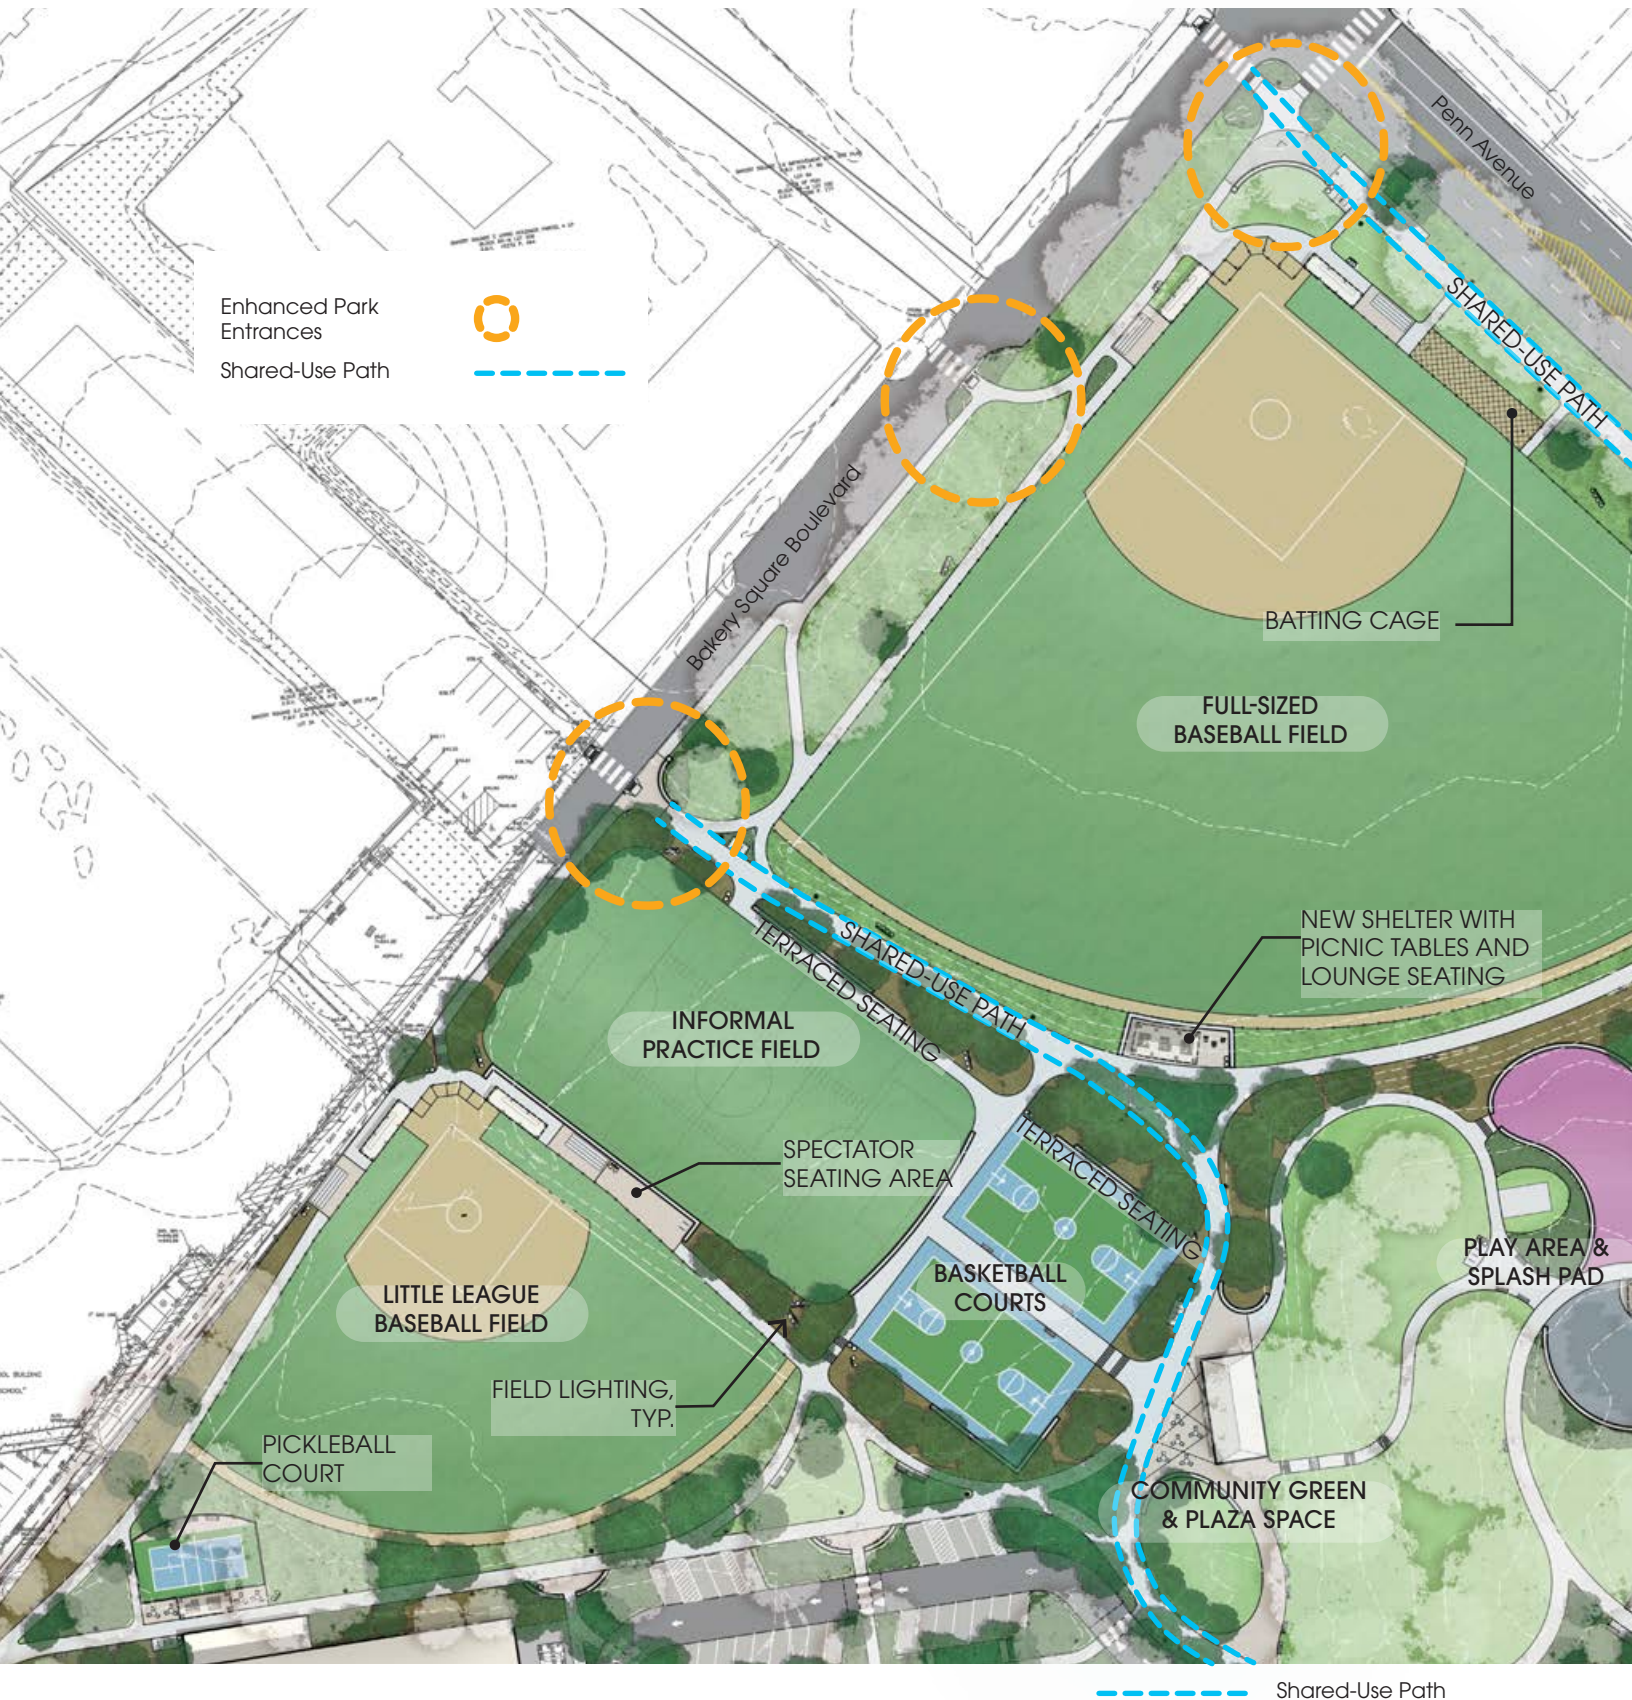 Penn Avenue
Enhanced Park
Entrances
Shared-Use Path
SHARED-USE PATH
Bakery Square Boulevard
BATTING CAGE
FULL-SIZED
BASEBALL FIELD
NEW SHELTER WITH
PICNIC TABLES AND
LOUNGE SEATING
SHARED-USE PATH
TERRACED SEATING
INFORMAL
PRACTICE FIELD
TERRACED SEATING
SPECTATOR
SEATING AREA
PLAY AREA &
SPLASH PAD
BASKETBALL
COURTS
LITTLE LEAGUE
BASEBALL FIELD
FIELD LIGHTING,
TYP.
PICKLEBALL
COURT
COMMUNITY GREEN
& PLAZA SPACE
Shared-Use Path